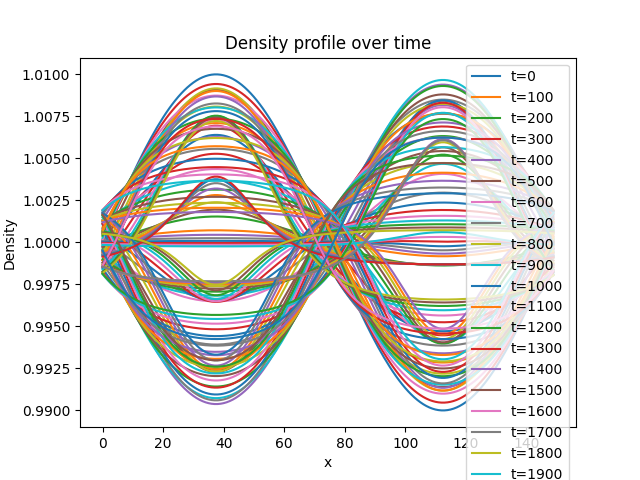 Density profile over time
1.0100
1.0075
1.0050
1.0025
1.0000
0.9975
0.9950
0.9925
0.9900
Density
0 20 40 60 80 100 120 140
x
t=0
t=100
t=200
t=300
t=400
t=500
t=600
t=700
t=800
t=900
t=1000
t=1100
t=1200
t=1300
t=1400
t=1500
t=1600
t=1700
t=1800
t=1900